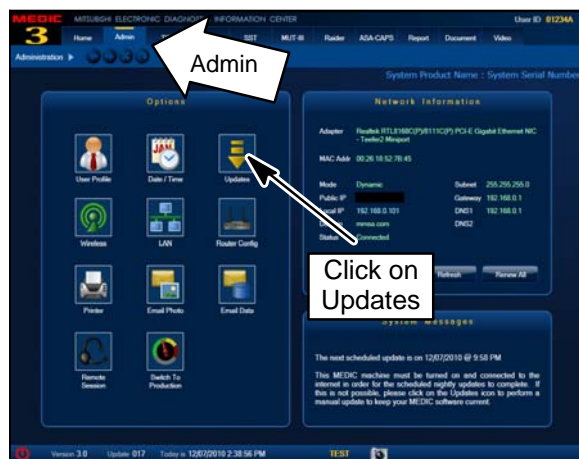 MEDIC MITSUBISHI ELECTRONIC DIAGNOSTIC INFORMATION CENTER User ID 01234A
3 Home Admin SST MUT-III Raider ASA-CAPS Report Document Video
Administration
Admin
System Product Name : System Serial Number
Options
User Profile Date / Time Updates
Wireless LAN Router Config
Printer Email Photo Email Data
Remote Session Switch To Production
Network Information
Adapter Realtek RTL8168C(P)/8111C(P) PCI-E Gigabit Ethernet NIC
- Teefer2 Miniport
MAC Addr 00:26:18:52:7B:45
Mode Dynamic Subnet 255.255.255.0
Public IP Gateway 192.168.0.1
Local IP 192.168.0.101 DNS1 192.168.0.1
mmsa.com DNS2
Status Connected
Refresh Renew All
Click on
Updates
System Messages
The next scheduled update is on 12/07/2010 @ 9:58 PM
This MEDIC machine must be turned on and connected to the
internet in order for the scheduled nightly updates to complete. If
this is not possible, please click on the Updates icon to perform a
manual update to keep your MEDIC software current.
Version 3.0 Update 017 Today is 12/07/2010 2:38:56 PM TEST